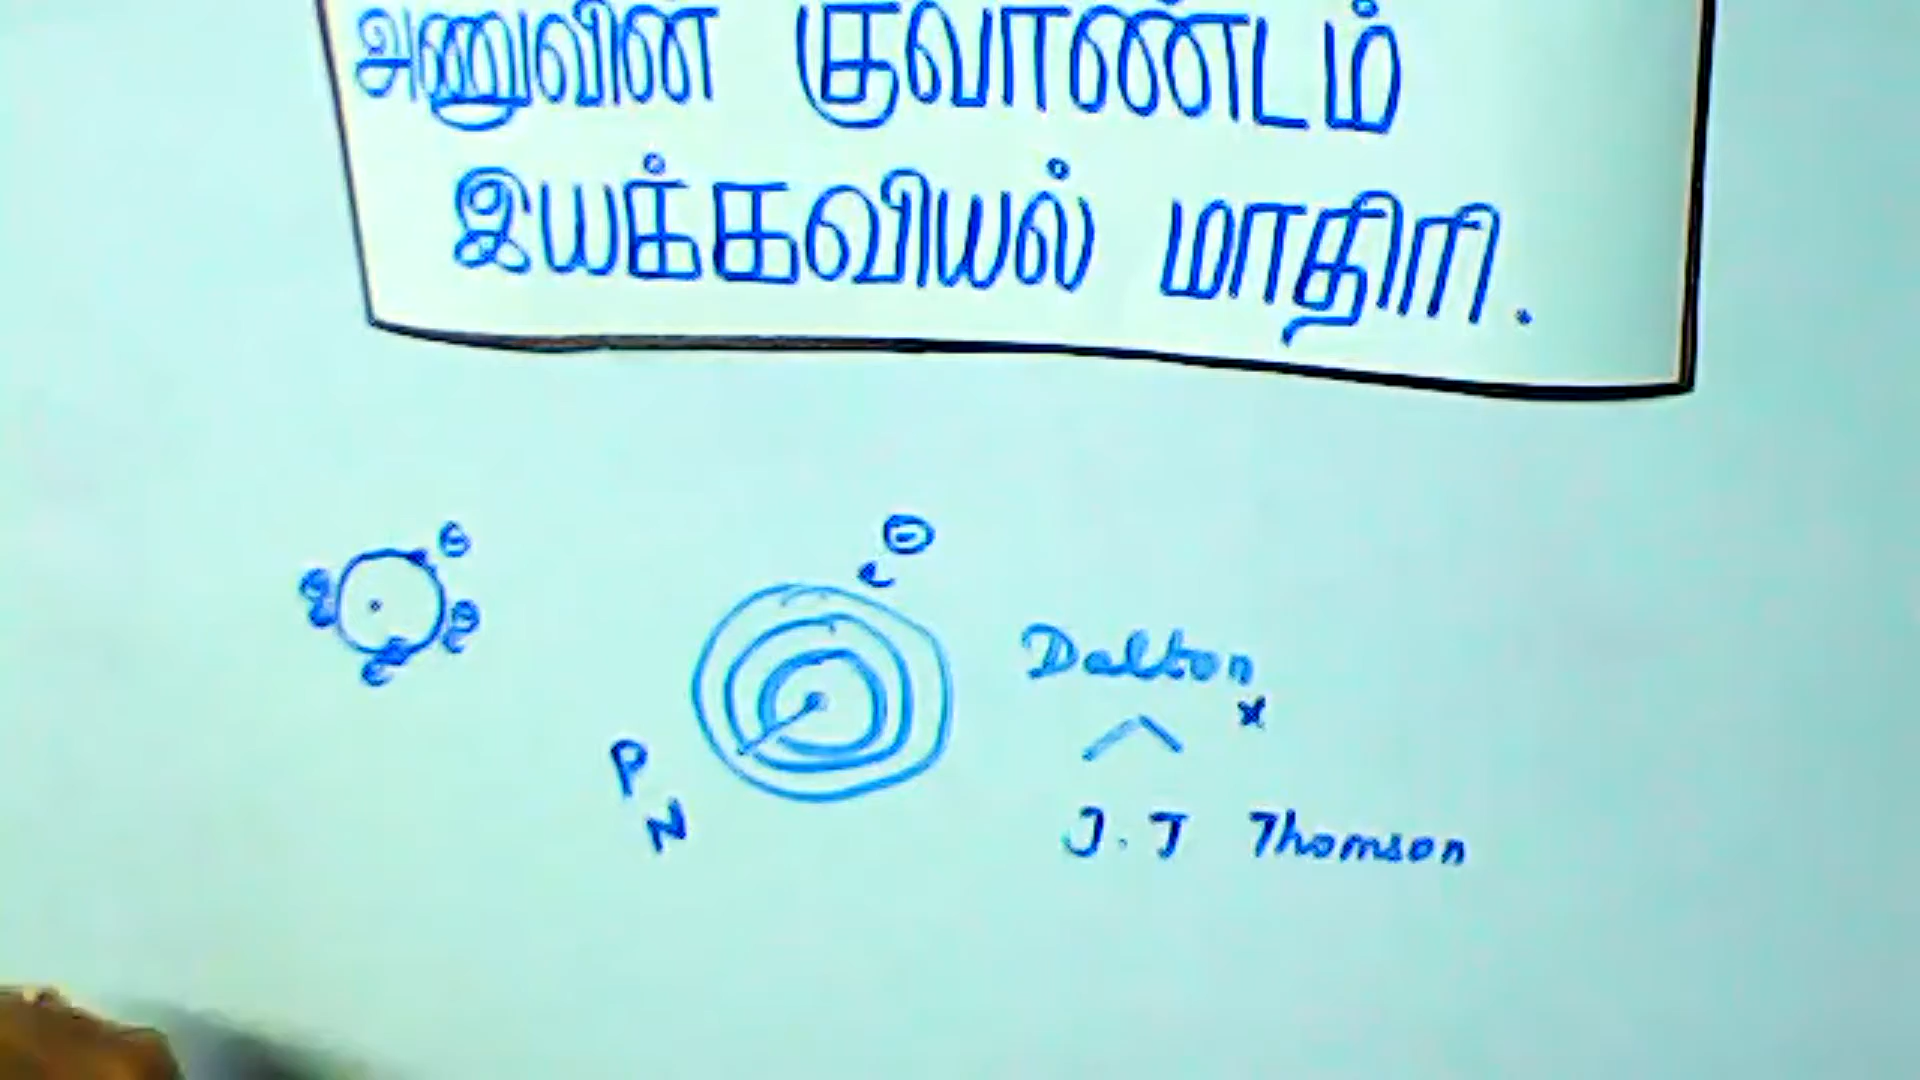 அணுவின் குவாண்டம்
இயக்கவியல் மாதிரி.
Dalton
x
P
N
J.J Thomson